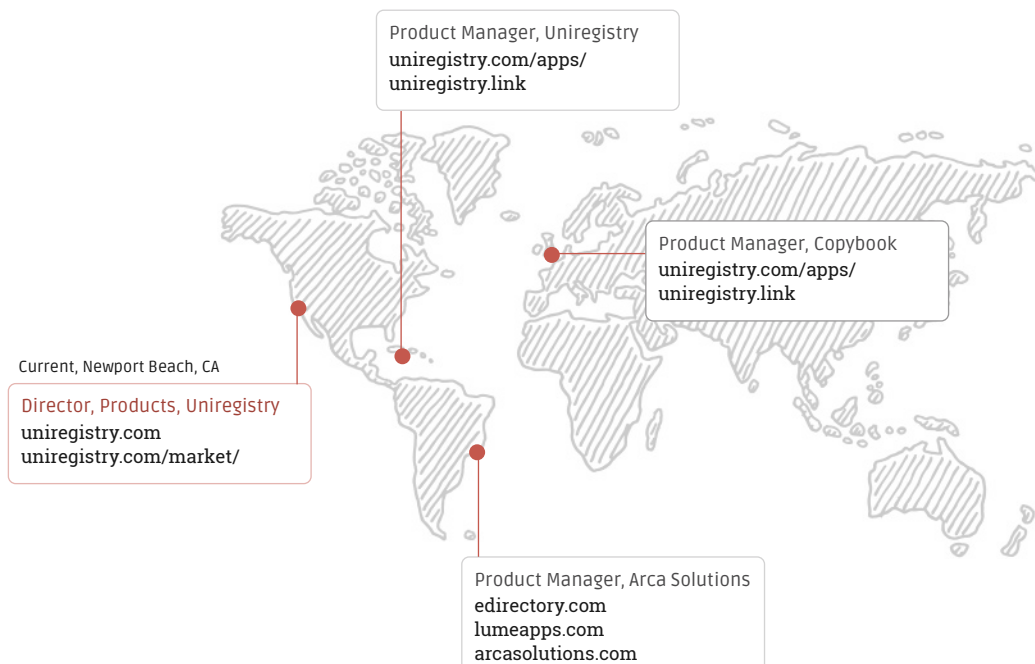 Product Manager, Uniregistry
uniregistry.com/apps/
uniregistry.link
Product Manager, Copybook
uniregistry.com/apps/
uniregistry.link
Current, Newport Beach, CA
Director, Products, Uniregistry
uniregistry.com
uniregistry.com/market/
Product Manager, Arca Solutions
edirectory.com
lumeapps.com
arcasolutions.com